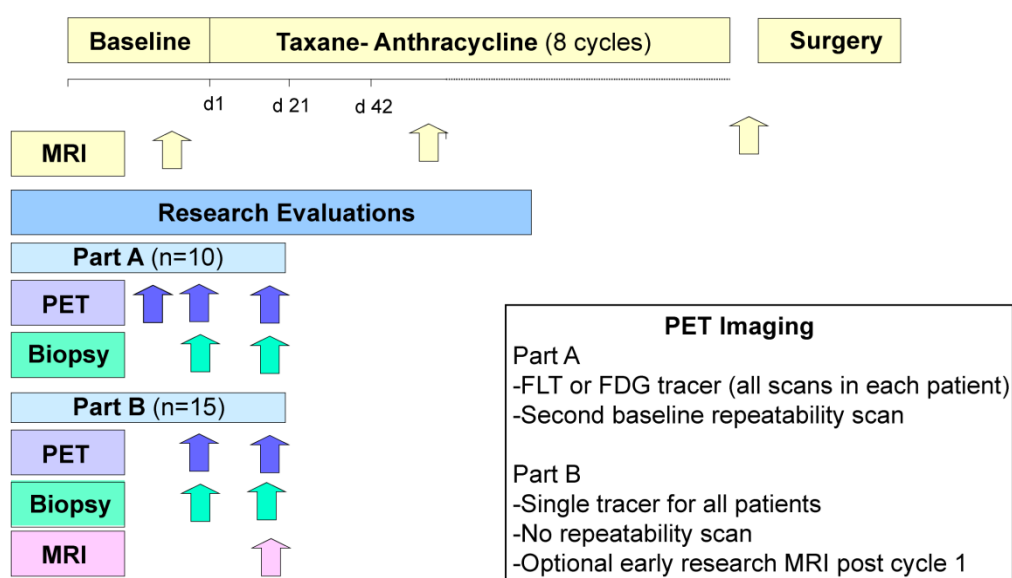 Baseline
Taxane- Anthracycline (8 cycles)
Surgery
d1
d 21
d 42
MRI
Research Evaluations
Part A (n=10)
PET
Biopsy
Part B (n=15)
PET
Biopsy
MRI
PET Imaging
Part A
-FLT or FDG tracer (all scans in each patient)
-Second baseline repeatability scan
Part B
-Single tracer for all patients
-No repeatability scan
-Optional early research MRI post cycle 1